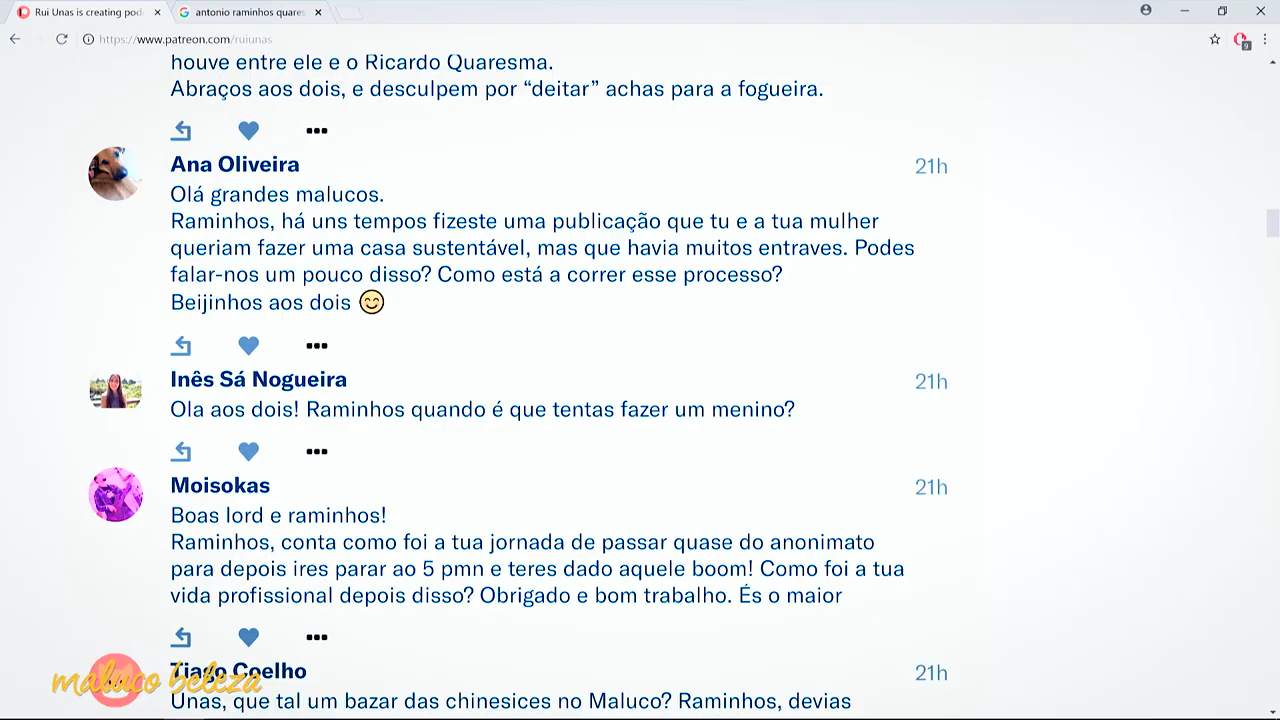 Rui Unas is creating pod
antonio raminhos quares
https://www.patreon.com/ruiunas
9
houve entre ele e o Ricardo Quaresma.
Abraços aos dois, e desculpem por “deitar” achas para a fogueira.
Ana Oliveira
21h
Olá grandes malucos.
Raminhos, há uns tempos fizeste uma publicação que tu e a tua mulher
queriam fazer uma casa sustentável, mas que havia muitos entraves. Podes
falar-nos um pouco disso? Como está a correr esse processo?
Beijinhos aos dois 😊
Inês Sá Nogueira
21h
Ola aos dois! Raminhos quando é que tentas fazer um menino?
Moisokas
21h
Boas lord e raminhos!
Raminhos, conta como foi a tua jornada de passar quase do anonimato
para depois ires parar ao 5 pmn e teres dado aquele boom! Como foi a tua
vida profissional depois disso? Obrigado e bom trabalho. És o maior
Tiago Coelho
21h
maluco beleza
Unas, que tal um bazar das chinesices no Maluco? Raminhos, devias